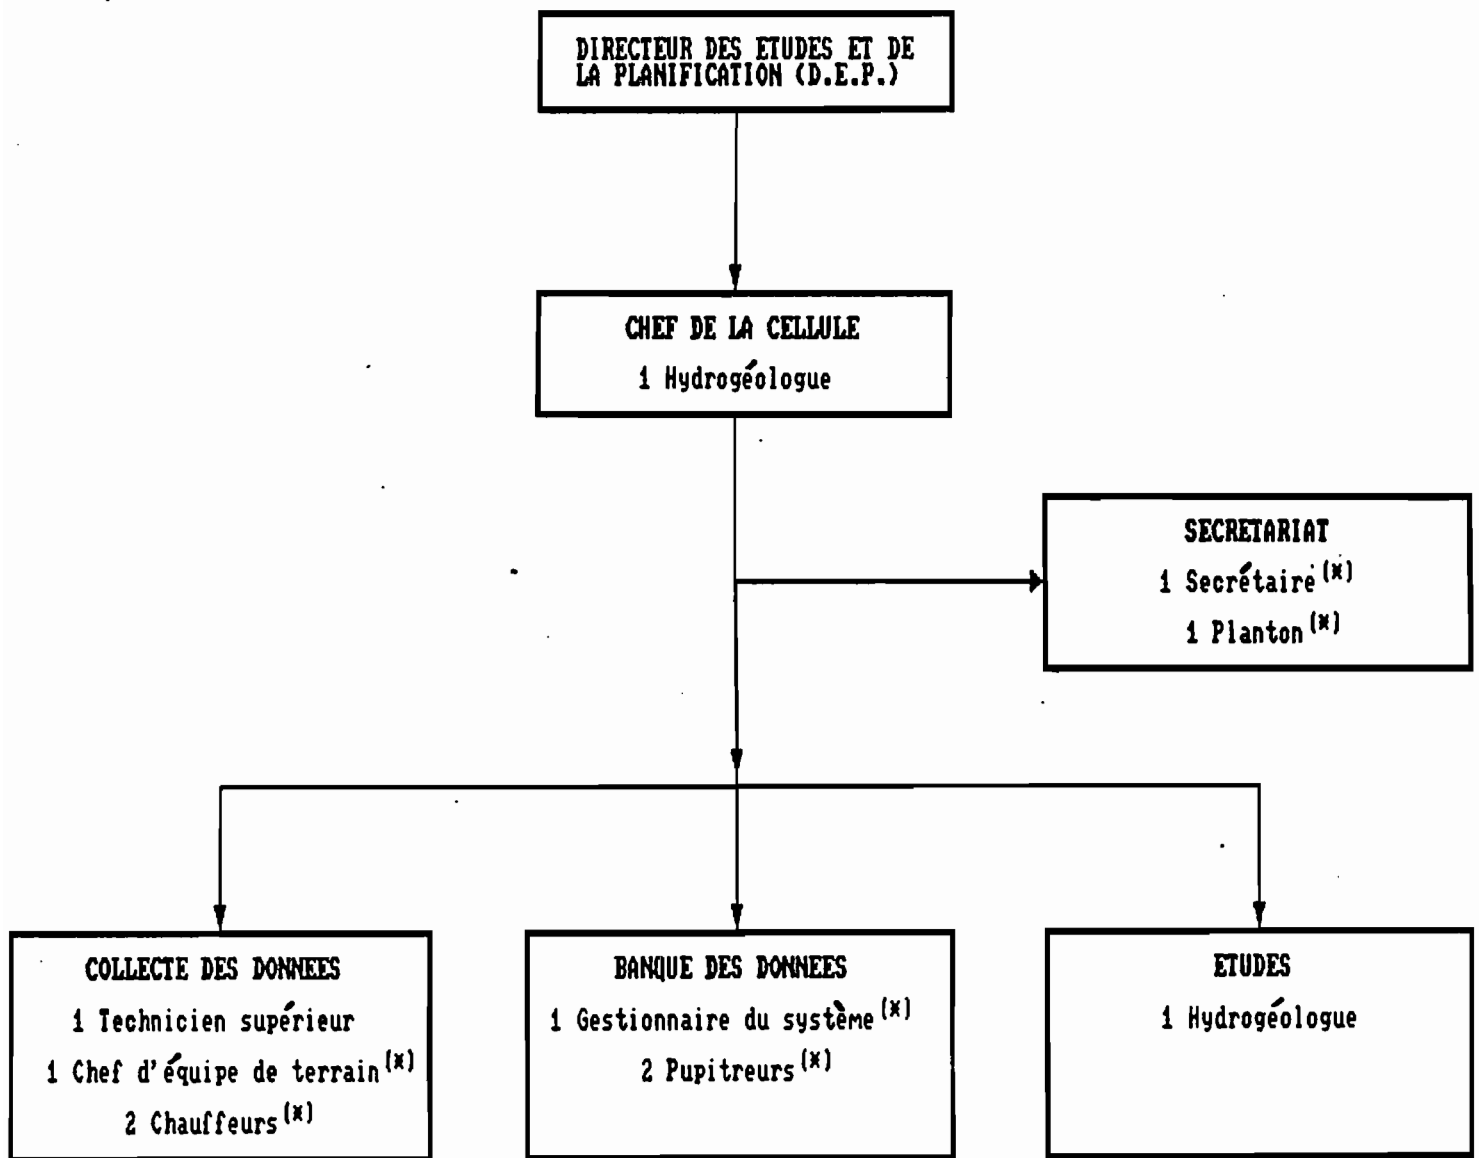 DIRECTEUR DES ETUDES ET DE
LA PLANIFICATION (D.E.P.)
CHEF DE LA CELLULE
1 Hydrogéologue
SECRETARIAT
1 Secrétaire (*)
1 Planton (*)
COLLECTE DES DONNEES
1 Technicien supérieur
1 Chef d'équipe de terrain (*)
2 Chauffeurs (*)
BANQUE DES DONNEES
1 Gestionnaire du système (*)
2 Pupitreurs (*)
ETUDES
1 Hydrogéologue